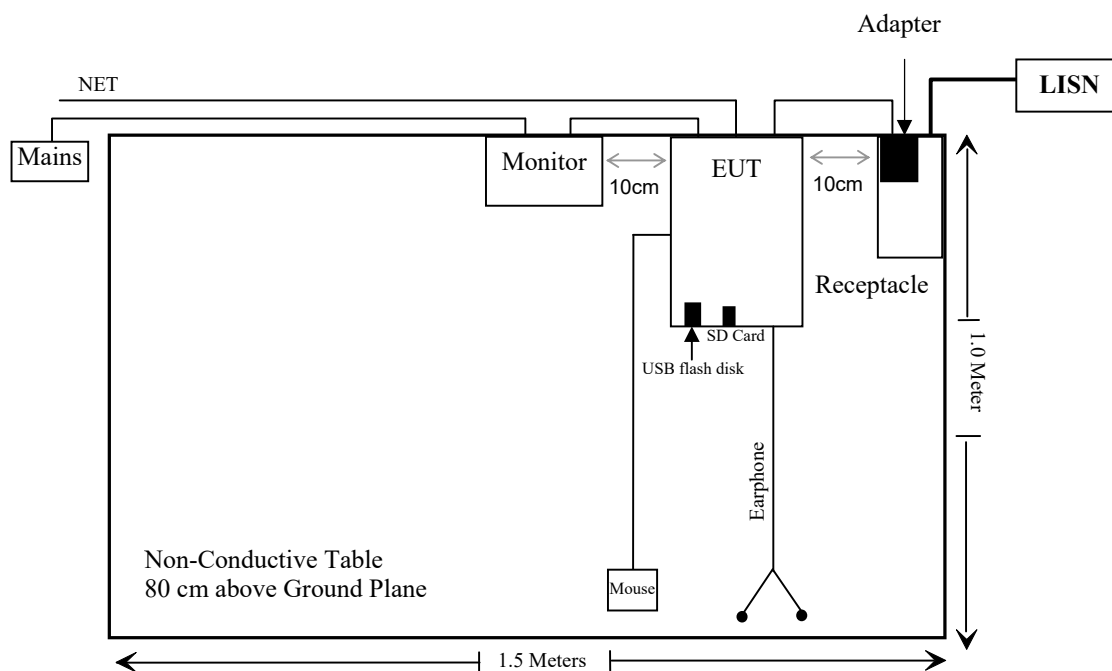 Adapter
NET
LISN
Mains
Monitor
10cm
EUT
10cm
Receptacle
SD Card
USB flash disk
1.0 Meter
Earphone
Non-Conductive Table
80 cm above Ground Plane
Mouse
1.5 Meters